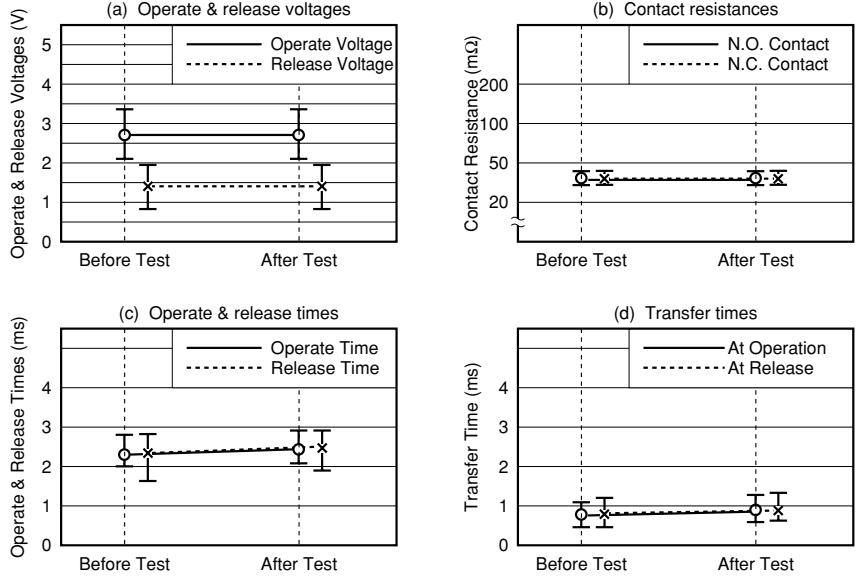 (a) Operate & release voltages
Operate & Release Voltages (V)
5
4
3
2
1
0
Operate Voltage
Release Voltage
Before Test
After Test
(b) Contact resistances
Contact Resistance (mΩ)
200
100
50
20
N.O. Contact
N.C. Contact
Before Test
After Test
(c) Operate & release times
Operate & Release Times (ms)
4
3
2
1
0
Operate Time
Release Time
Before Test
After Test
(d) Transfer times
Transfer Time (ms)
4
3
2
1
0
At Operation
At Release
Before Test
After Test